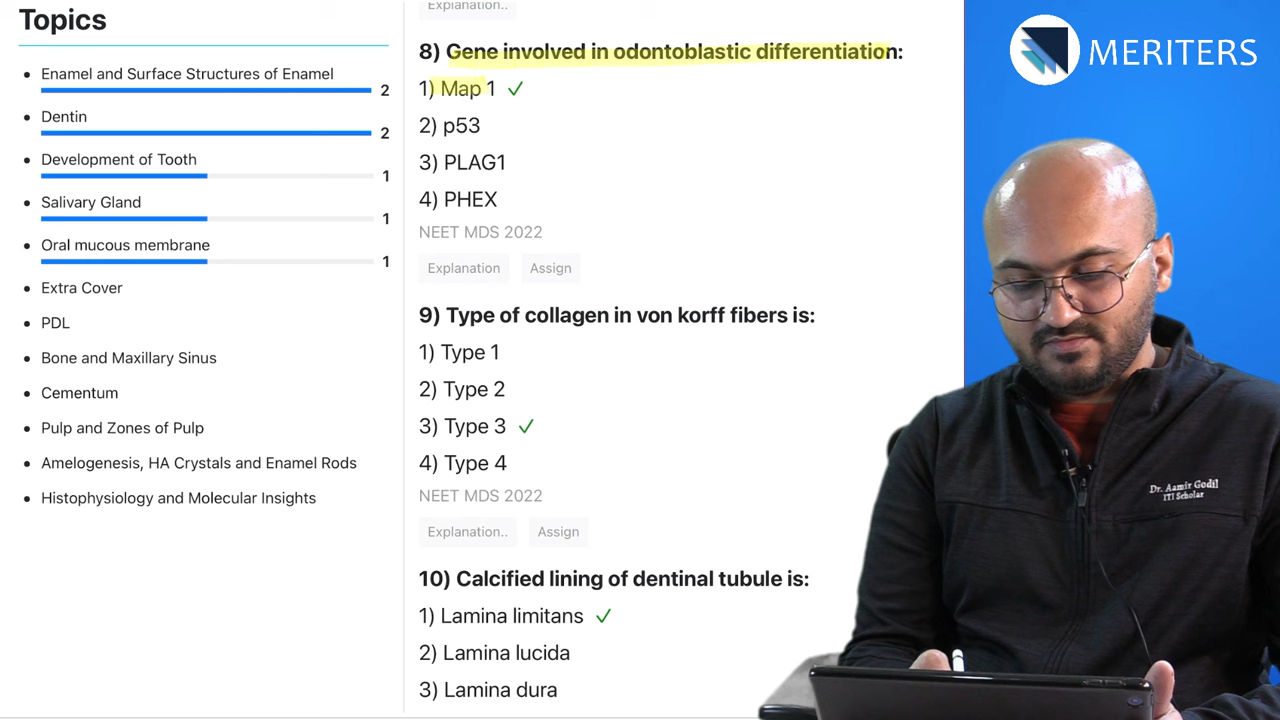 Topics
Enamel and Surface Structures of Enamel
2
Dentin
2
Development of Tooth
1
Salivary Gland
1
Oral mucous membrane
1
Extra Cover
PDL
Bone and Maxillary Sinus
Cementum
Pulp and Zones of Pulp
Amelogenesis, HA Crystals and Enamel Rods
Histophysiology and Molecular Insights
Explanation..
8) Gene involved in odontoblastic differentiation:
1) Map 1 ✓
2) p53
3) PLAG1
4) PHEX
NEET MDS 2022
Explanation Assign
9) Type of collagen in von korff fibers is:
1) Type 1
2) Type 2
3) Type 3 ✓
4) Type 4
NEET MDS 2022
Explanation.. Assign
10) Calcified lining of dentinal tubule is:
1) Lamina limitans ✓
2) Lamina lucida
3) Lamina dura
MERITERS
Dr. Aamir Godil
ITI Scholar